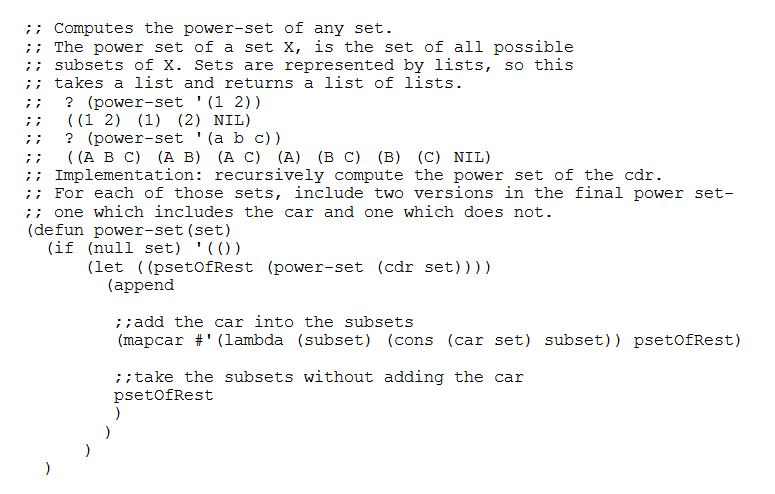 ;; Computes the power-set of any set.
;; The power set of a set X, is the set of all possible
;; subsets of X. Sets are represented by lists, so this
;; takes a list and returns a list of lists.
;;  ? (power-set '(1 2))
;;  ((1 2) (1) (2) NIL)
;;  ? (power-set '(a b c))
;;  ((A B C) (A B) (A C) (A) (B C) (B) (C) NIL)
;; Implementation: recursively compute the power set of the cdr.
;; For each of those sets, include two versions in the final power set-
;; one which includes the car and one which does not.
(defun power-set(set)
  (if (null set) '(())
      (let ((psetOfRest (power-set (cdr set))))
        (append

         ;;add the car into the subsets
         (mapcar #'(lambda (subset) (cons (car set) subset)) psetOfRest)

         ;;take the subsets without adding the car
         psetOfRest
         )
        )
      )
  )